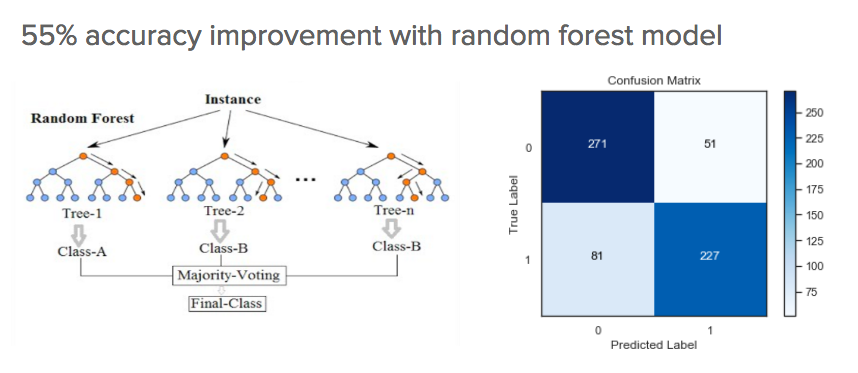 55% accuracy improvement with random forest model
Instance
Random Forest
...
Tree-1
Tree-2
Tree-n
Class-A
Class-B
Class-B
Majority-Voting
Final-Class
Confusion Matrix
True Label
0
1
271
51
81
227
0
1
Predicted Label
250
225
200
175
150
125
100
75